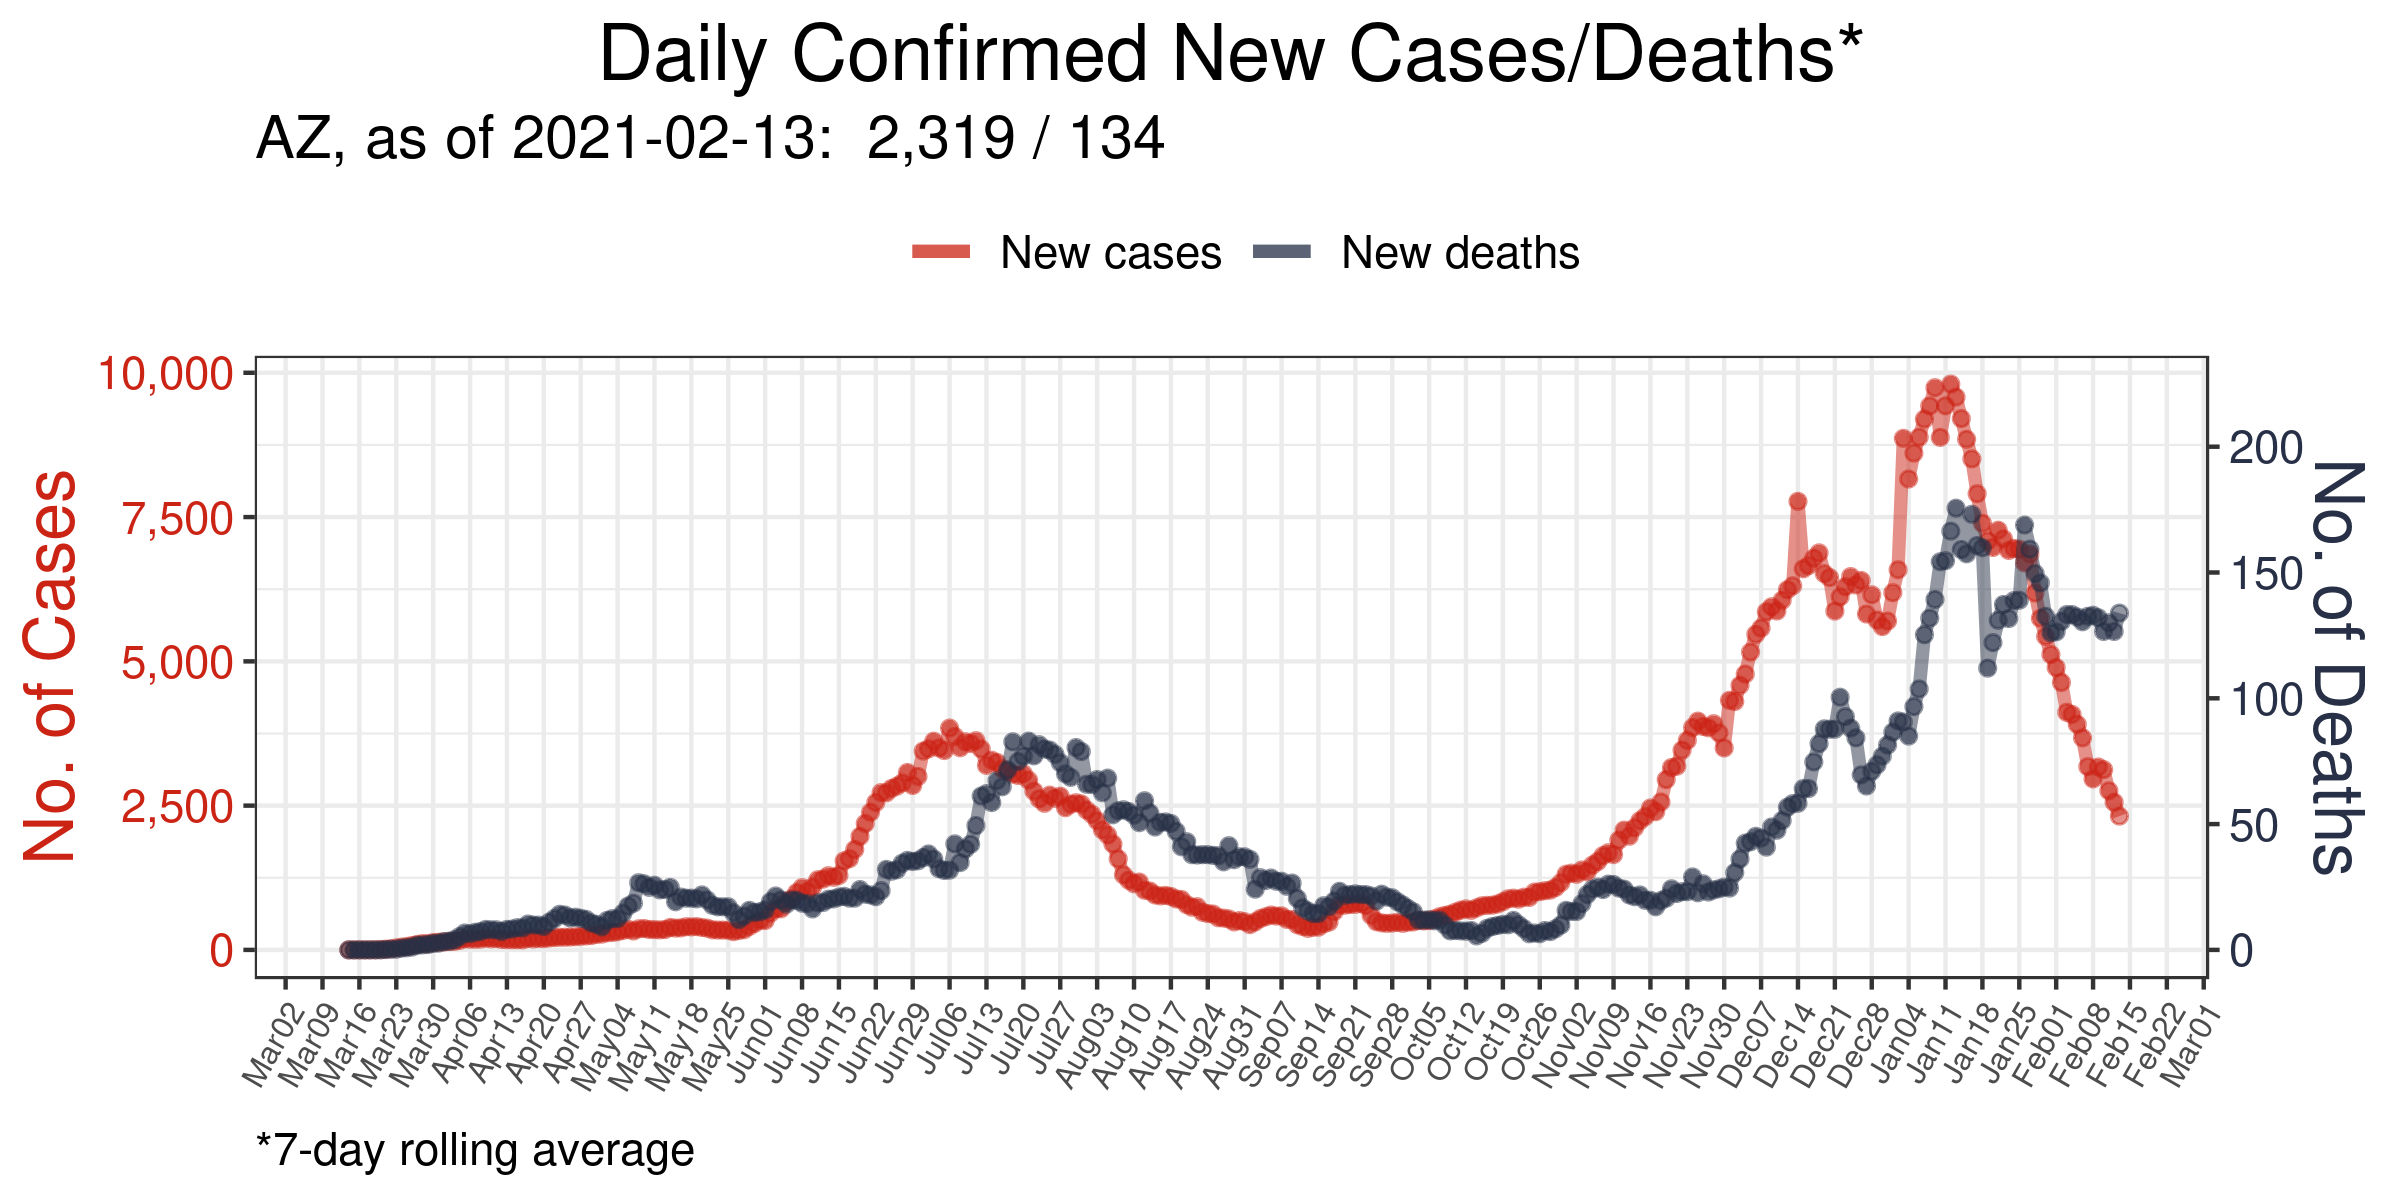 Daily Confirmed New Cases/Deaths*
AZ, as of 2021-02-13:  2,319 / 134
New cases
New deaths
No. of Cases
10,000
7,500
5,000
2,500
0
No. of Deaths
200
150
100
50
0
Mar02
Mar09
Mar16
Mar23
Mar30
Apr06
Apr13
Apr20
Apr27
May04
May11
May18
May25
Jun01
Jun08
Jun15
Jun22
Jun29
Jul06
Jul13
Jul20
Jul27
Aug03
Aug10
Aug17
Aug24
Aug31
Sep07
Sep14
Sep21
Sep28
Oct05
Oct12
Oct19
Oct26
Nov02
Nov09
Nov16
Nov23
Nov30
Dec07
Dec14
Dec21
Dec28
Jan04
Jan11
Jan18
Jan25
Feb01
Feb08
Feb15
Feb22
Mar01
*7-day rolling average